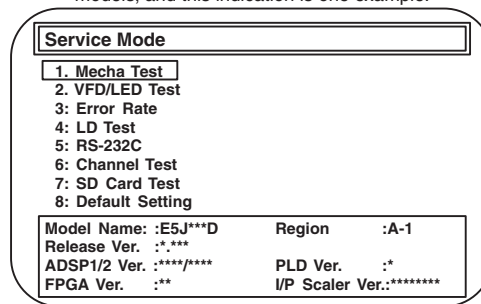 models, and this indication is one example.
Service Mode
1. Mecha Test
2. VFD/LED Test
3: Error Rate
4: LD Test
5: RS-232C
6: Channel Test
7: SD Card Test
8: Default Setting
Model Name: :E5J***D Region :A-1
Release Ver. :*.***
ADSP1/2 Ver. :****/**** PLD Ver. :*
FPGA Ver. :** I/P Scaler Ver.:********